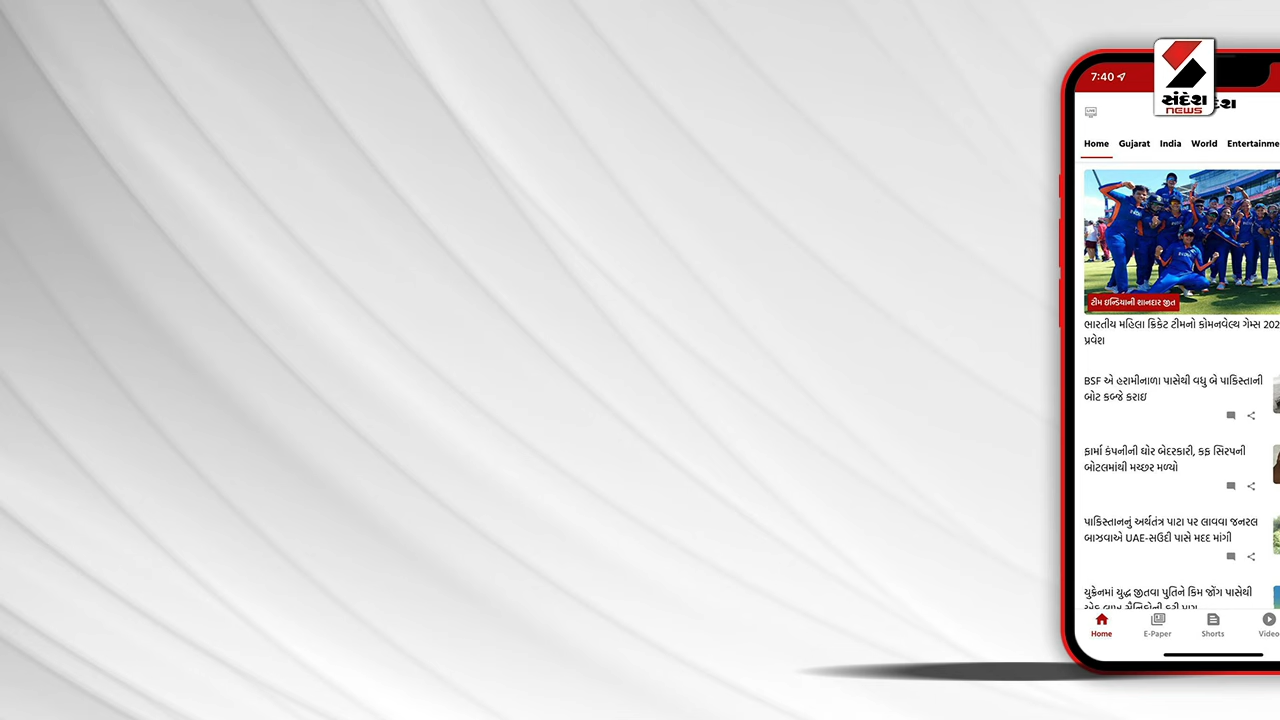 7:40
સંદેશ
NEWS
Home Gujarat India World
ટીમ ઇન્ડિયાની શાનદાર જીત
ભારતીય મહિલા ક્રિકેટ ટીમનો કોમનવેલ્થ ગેમ્સ
પ્રવેશ
BSF એ હરામીનાળા પાસેથી વધુ બે પાકિસ્તાની
બોટ કબ્જે કરાઇ
ફાર્મા કંપનીની ઘોર બેદરકારી, કફ સિરપની
બોટલમાંથી મચ્છર મળ્યો
પાકિસ્તાનનું અર્થતંત્ર પાટા પર લાવવા જનરલ
બાઝવાએ UAE-સઉદી પાસે મદદ માંગી
યુક્રેનમાં યુદ્ધ જીતવા પુતિને કિમ જોંગ પાસેથી
Home E-Paper Shorts Video